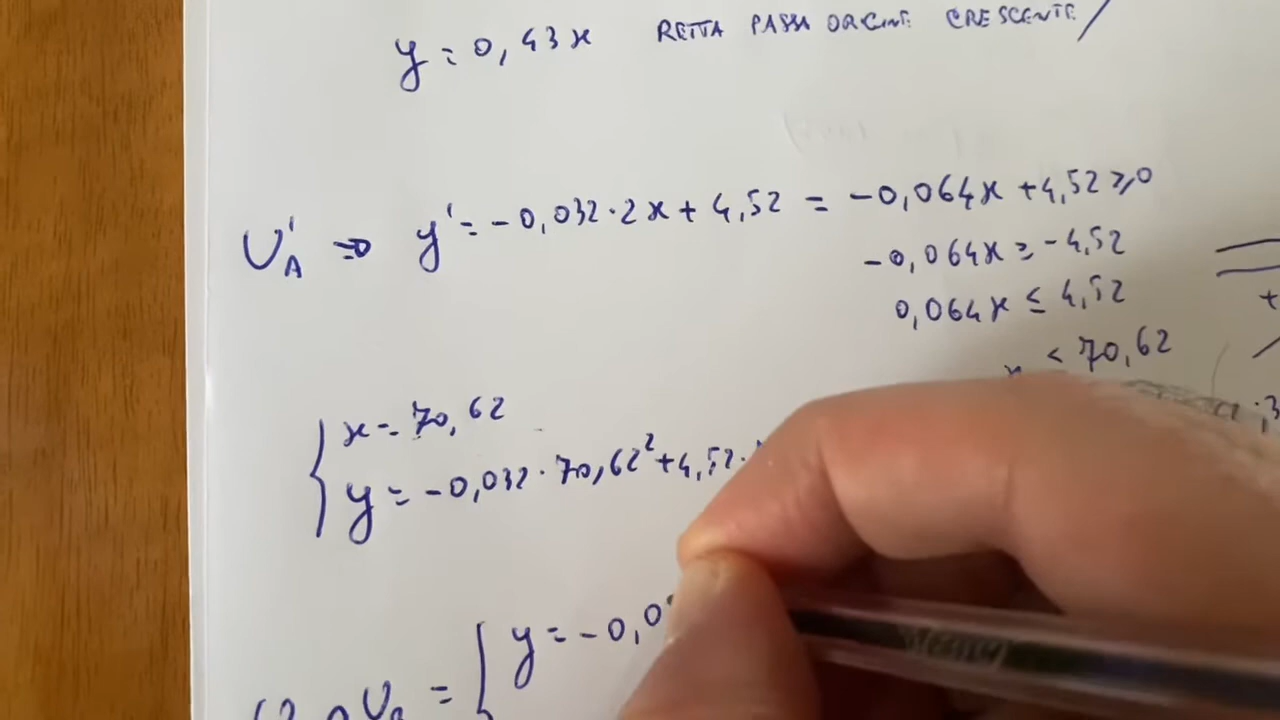 y = 0,43x RETTA PASSA ORIGINE CRESCENTE /
U'A ⇒ y' = -0,032·2x + 4,52 = -0,064x + 4,52 ≥ 0
-0,064x ≥ -4,52
0,064x ≤ 4,52
x < 70,62
x = 70,62
y = -0,032·70,62² + 4,52·
y = -0,0